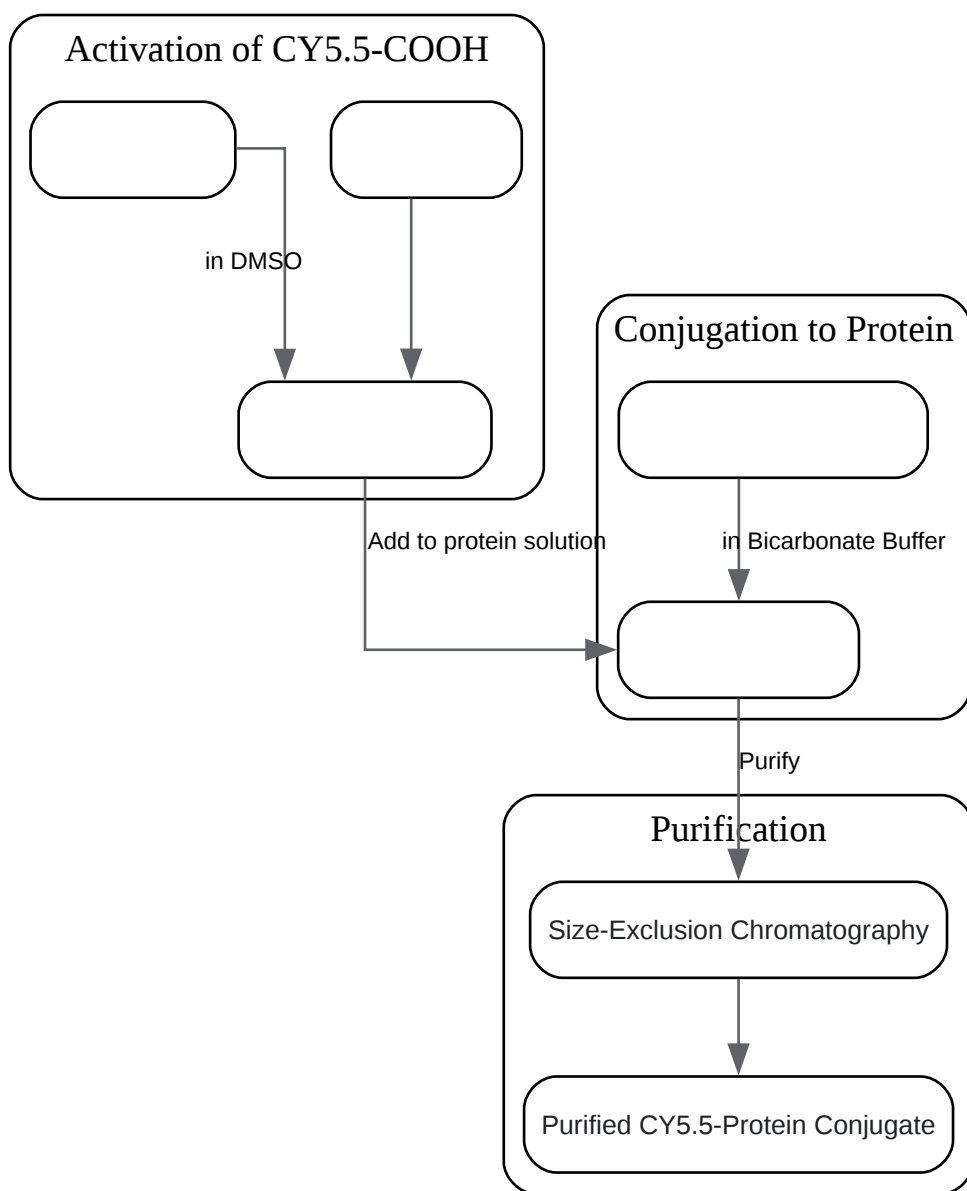 Activation of CY5.5-COOH
in DMSO
Conjugation to Protein
Add to protein solution
in Bicarbonate Buffer
Purify
Purification
Size-Exclusion Chromatography
Purified CY5.5-Protein Conjugate